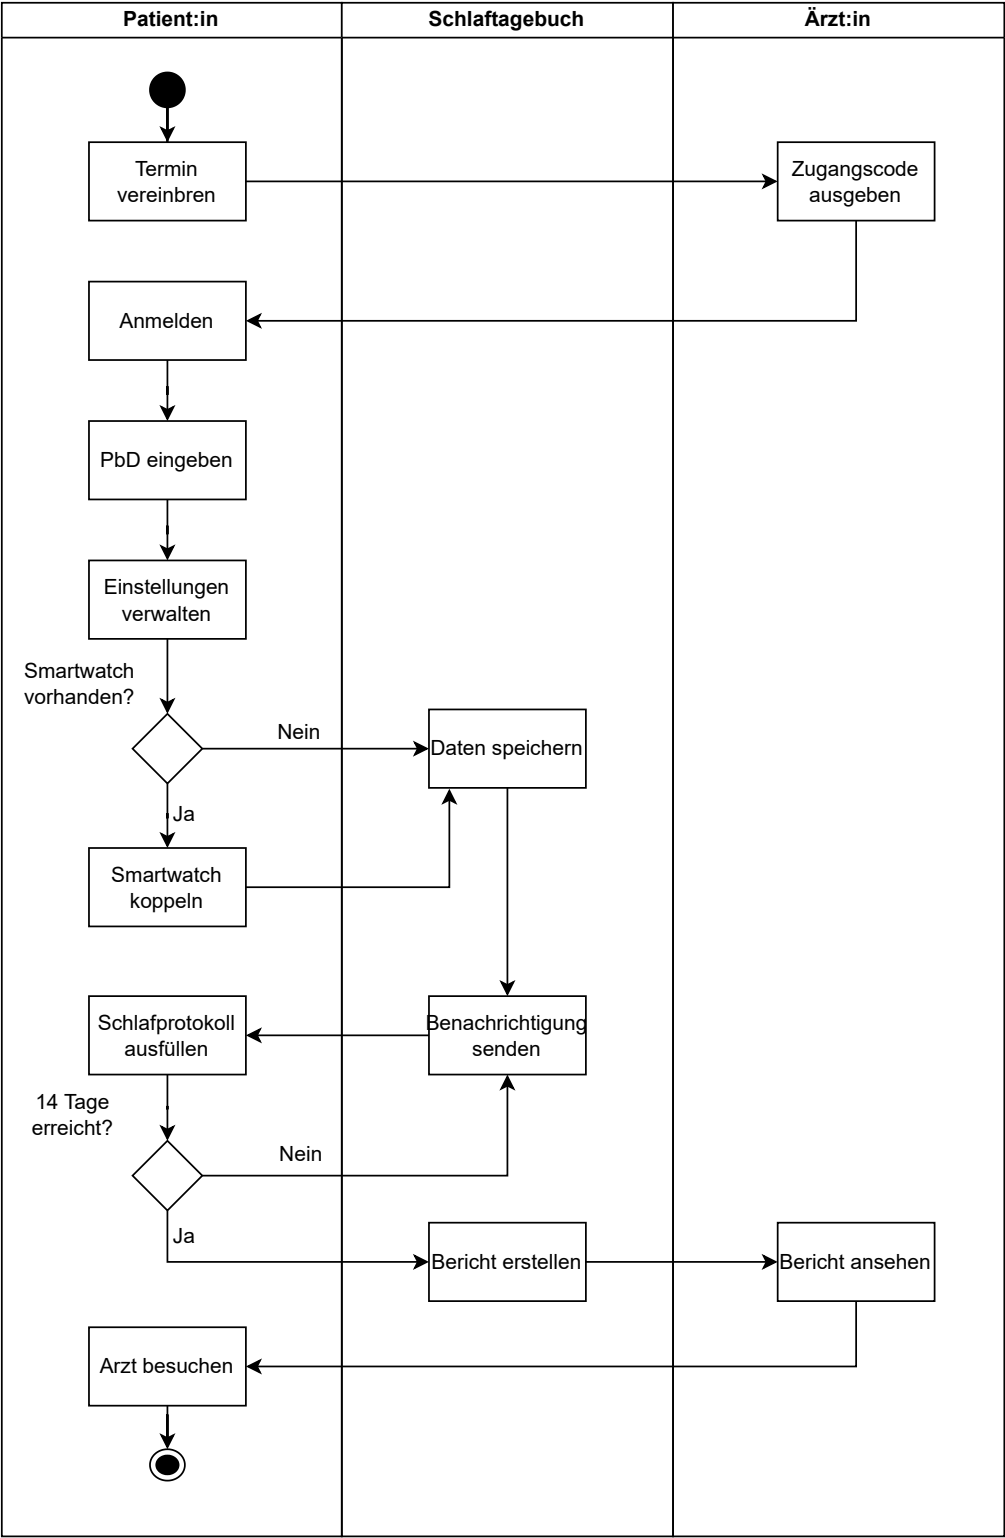 Patient:in
Schlaftagebuch
Ärzt:in
Termin
vereinbren
Zugangscode
ausgeben
Anmelden
PbD eingeben
Einstellungen
verwalten
Smartwatch
vorhanden?
Nein
Daten speichern
Ja
Smartwatch
koppeln
Schlafprotokoll
ausfüllen
Benachrichtigung
senden
14 Tage
erreicht?
Nein
Ja
Bericht erstellen
Bericht ansehen
Arzt besuchen